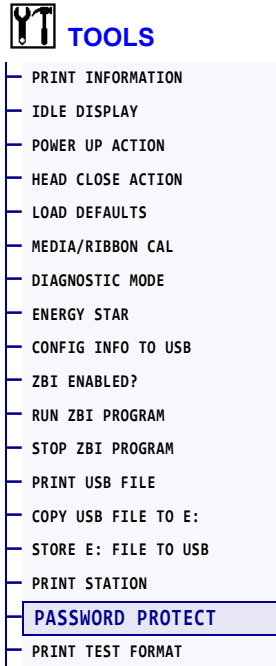 TOOLS
PRINT INFORMATION
IDLE DISPLAY
POWER UP ACTION
HEAD CLOSE ACTION
LOAD DEFAULTS
MEDIA/RIBBON CAL
DIAGNOSTIC MODE
ENERGY STAR
CONFIG INFO TO USB
ZBI ENABLED?
RUN ZBI PROGRAM
STOP ZBI PROGRAM
PRINT USB FILE
COPY USB FILE TO E:
STORE E: FILE TO USB
PRINT STATION
PASSWORD PROTECT
PRINT TEST FORMAT